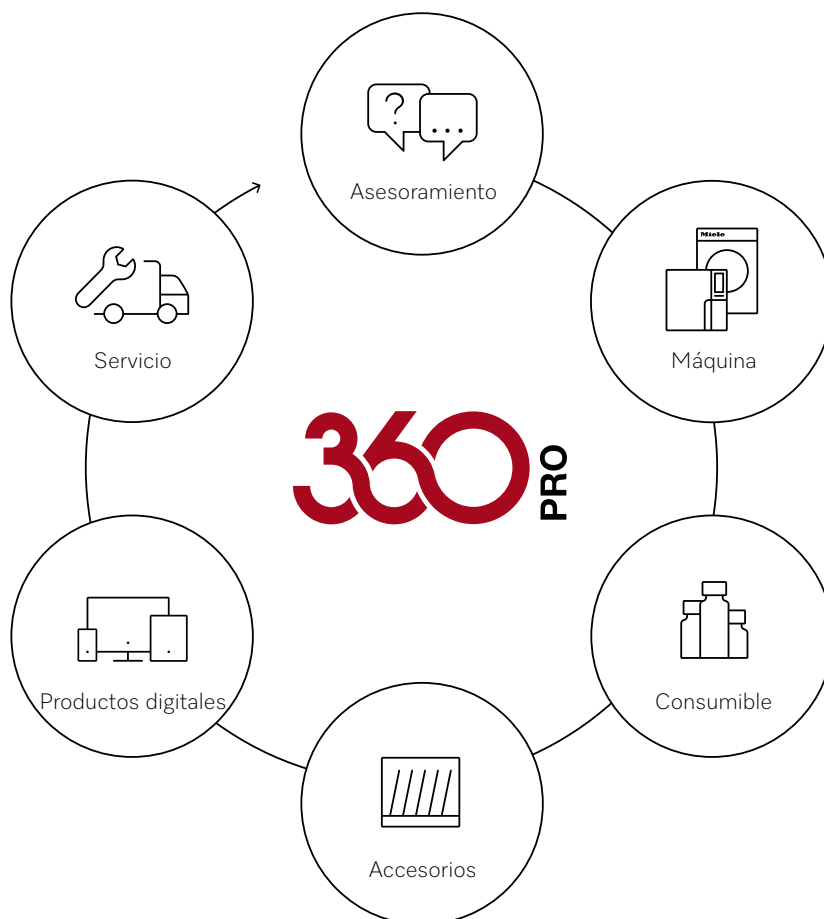 ?
...
Asesoramiento
Miele
Máquina
Servicio
360 PRO
Productos digitales
Consumible
Accesorios